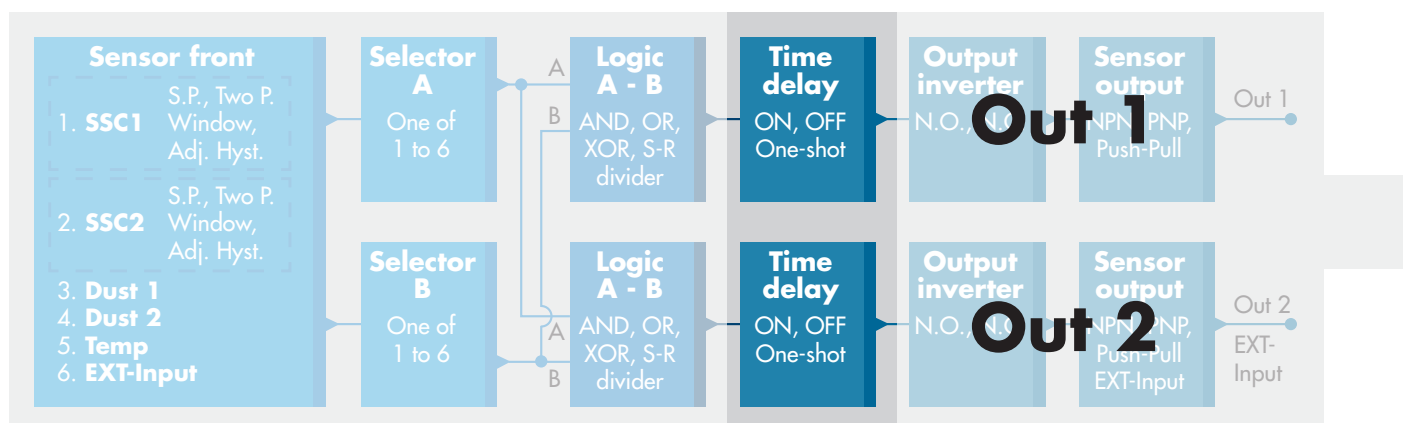 Sensor front
1. SSC1
S.P., Two P.
Window,
Adj. Hyst.
2. SSC2
S.P., Two P.
Window,
Adj. Hyst.
3. Dust 1
4. Dust 2
5. Temp
6. EXT-Input
Selector
A
One of
1 to 6
A
B
Logic
A - B
AND, OR,
XOR, S-R
divider
Time
delay
ON, OFF
One-shot
Output
inverter
N.O., N.C.
Sensor
output
NPN, PNP,
Push-Pull
Out 1
Out 1
Selector
B
One of
1 to 6
A
B
Logic
A - B
AND, OR,
XOR, S-R
divider
Time
delay
ON, OFF
One-shot
Output
inverter
N.O., N.C.
Sensor
output
NPN, PNP,
Push-Pull
EXT-Input
Out 2
Out 2
EXT-
Input